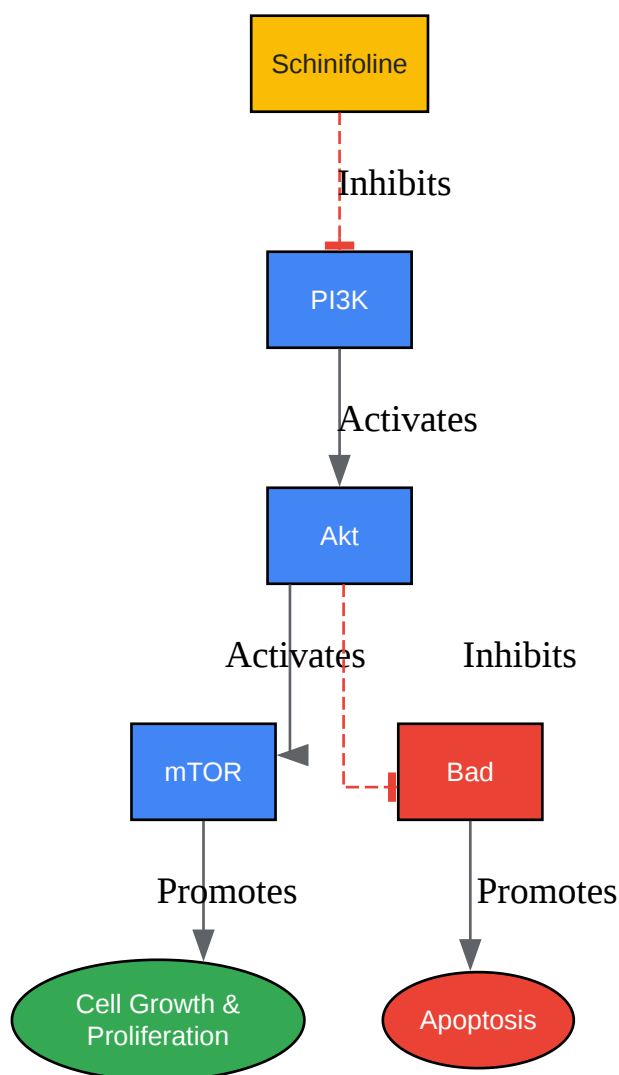 Schinifoline
Inhibits
PI3K
Activates
Akt
Activates
Inhibits
mTOR
Bad
Promotes
Promotes
Cell Growth &
Proliferation
Apoptosis